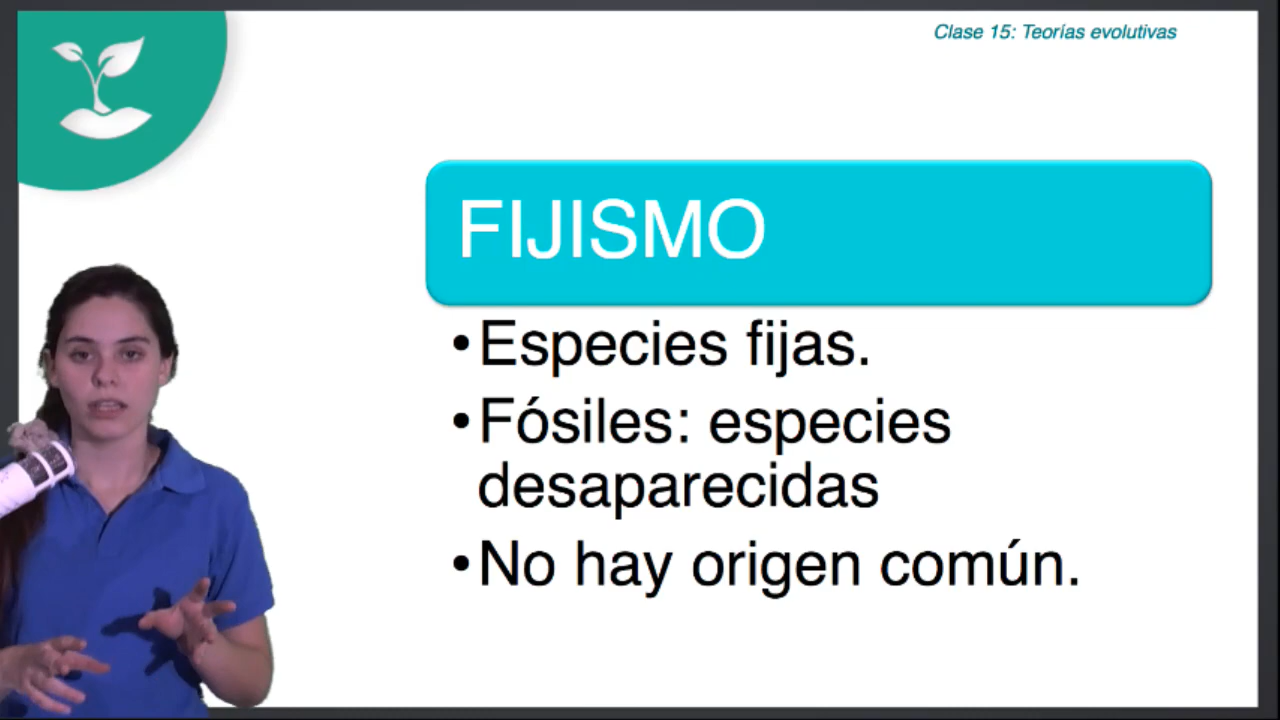 Clase 15: Teorías evolutivas
FIJISMO
•Especies fijas.
•Fósiles: especies
desaparecidas
•No hay origen común.